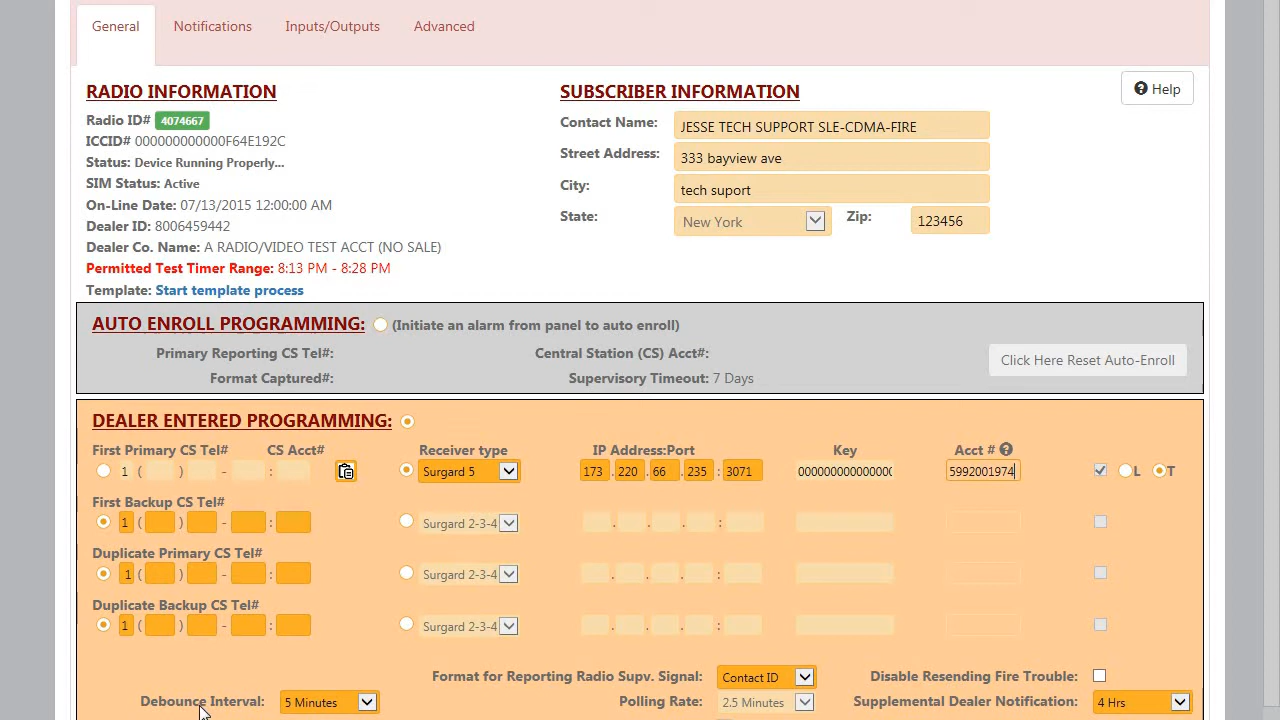 General Notifications Inputs/Outputs Advanced
RADIO INFORMATION
Radio ID# 4074667
ICCID# 000000000000F64E192C
Status: Device Running Properly...
SIM Status: Active
On-Line Date: 07/13/2015 12:00:00 AM
Dealer ID: 8006459442
Dealer Co. Name: A RADIO/VIDEO TEST ACCT (NO SALE)
Permitted Test Timer Range: 8:13 PM - 8:28 PM
Template: Start template process
SUBSCRIBER INFORMATION
Help
Contact Name: JESSE TECH SUPPORT SLE-CDMA-FIRE
Street Address: 333 bayview ave
City: tech suport
State: New York Zip: 123456
AUTO ENROLL PROGRAMMING: (Initiate an alarm from panel to auto enroll)
Primary Reporting CS Tel#: Central Station (CS) Acct#:
Format Captured#: Supervisory Timeout: 7 Days
Click Here Reset Auto-Enroll
DEALER ENTERED PROGRAMMING:
First Primary CS Tel# CS Acct# Receiver type IP Address:Port Key Acct #
1 ( ) - : Surgard 5 173 . 220 . 66 . 235 : 3071 000000000000000 5992001974 L T
First Backup CS Tel#
1 ( ) - : Surgard 2-3-4 . . . :
Duplicate Primary CS Tel#
1 ( ) - : Surgard 2-3-4 . . . :
Duplicate Backup CS Tel#
1 ( ) - : Surgard 2-3-4 . . . :
Format for Reporting Radio Supv. Signal: Contact ID Disable Resending Fire Trouble:
Debounce Interval: 5 Minutes Polling Rate: 2.5 Minutes Supplemental Dealer Notification: 4 Hrs